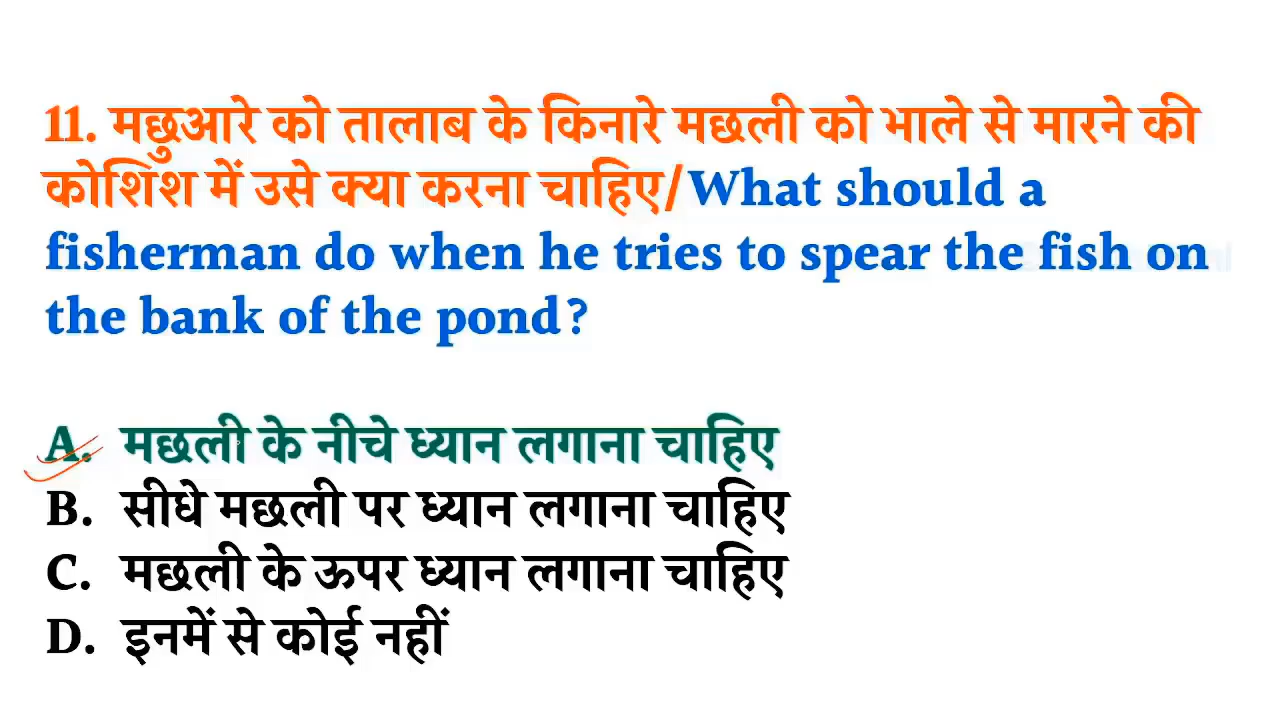 11. मछुआरे को तालाब के किनारे मछली को भाले से मारने की
कोशिश में उसे क्या करना चाहिए/What should a
fisherman do when he tries to spear the fish on
the bank of the pond?
A. मछली के नीचे ध्यान लगाना चाहिए
B. सीधे मछली पर ध्यान लगाना चाहिए
C. मछली के ऊपर ध्यान लगाना चाहिए
D. इनमें से कोई नहीं